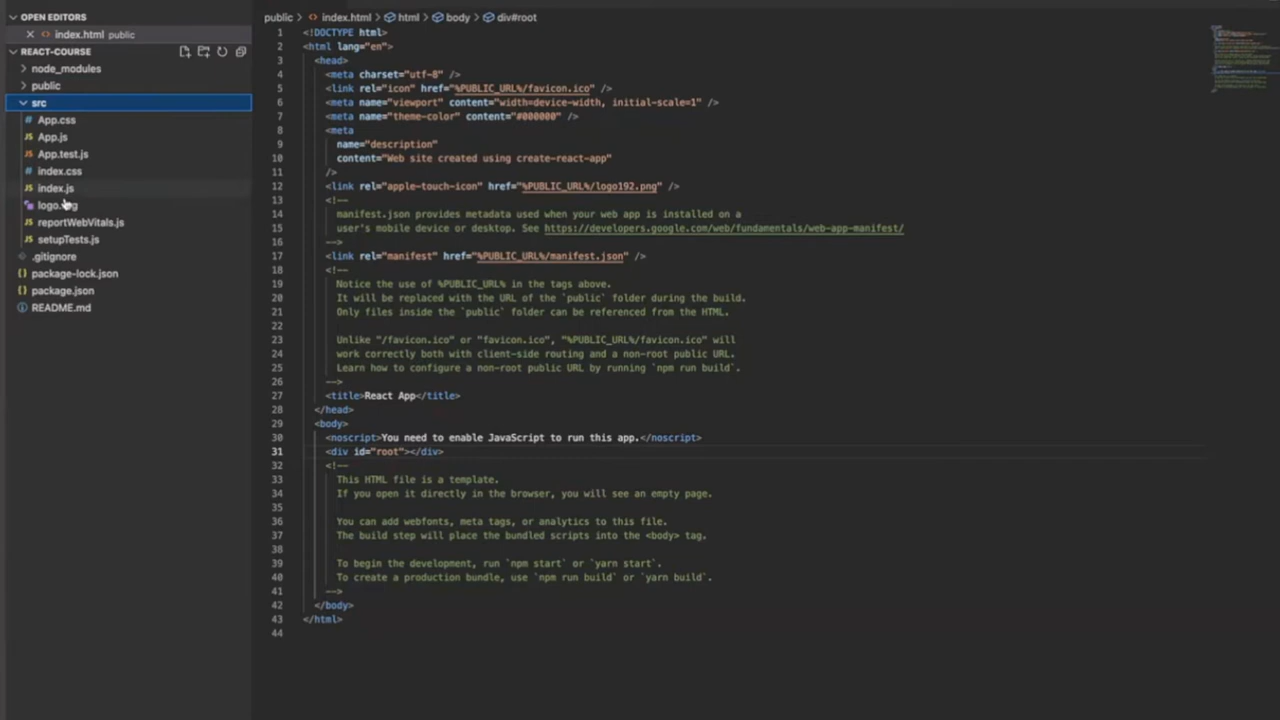 OPEN EDITORS
index.html public
REACT-COURSE
node_modules
public
src
App.css
App.js
App.test.js
index.css
index.js
reportWebVitals.js
setupTests.js
.gitignore
package-lock.json
package.json
README.md
public > index.html > html > body > div#root
1 <!DOCTYPE html>
2 <html lang="en">
3 <head>
4 <meta charset="utf-8" />
5 <link rel="icon" href="%PUBLIC_URL%/favicon.ico" />
6 <meta name="viewport" content="width=device-width, initial-scale=1" />
7 <meta name="theme-color" content="#000000" />
8 <meta
9 name="description"
10 content="Web site created using create-react-app"
11 />
12 <link rel="apple-touch-icon" href="%PUBLIC_URL%/logo192.png" />
13 <!--
14 manifest.json provides metadata used when your web app is installed on a
15 user's mobile device or desktop. See https://developers.google.com/web/fundamentals/web-app-manifest/
16 -->
17 <link rel="manifest" href="%PUBLIC_URL%/manifest.json" />
18 <!--
19 Notice the use of %PUBLIC_URL% in the tags above.
20 It will be replaced with the URL of the `public` folder during the build.
21 Only files inside the `public` folder can be referenced from the HTML.
22
23 Unlike "/favicon.ico" or "favicon.ico", "%PUBLIC_URL%/favicon.ico" will
24 work correctly both with client-side routing and a non-root public URL.
25 Learn how to configure a non-root public URL by running `npm run build`.
26 -->
27 <title>React App</title>
28 </head>
29 <body>
30 <noscript>You need to enable JavaScript to run this app.</noscript>
31 <div id="root"></div>
32 <!--
33 This HTML file is a template.
34 If you open it directly in the browser, you will see an empty page.
35
36 You can add webfonts, meta tags, or analytics to this file.
37 The build step will place the bundled scripts into the <body> tag.
38
39 To begin the development, run `npm start` or `yarn start`.
40 To create a production bundle, use `npm run build` or `yarn build`.
41 -->
42 </body>
43 </html>
44